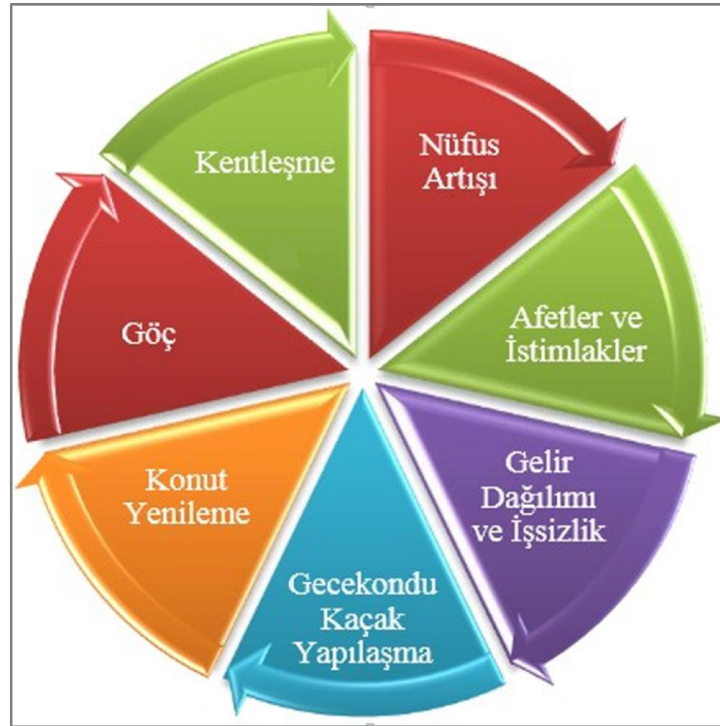 Nüfus
Artışı
Afetler ve
İstimlakler
Gelir
Dağılımı
ve İşsizlik
Gecekondu
Kaçak
Yapılaşma
Konut
Yenileme
Göç
Kentleşme